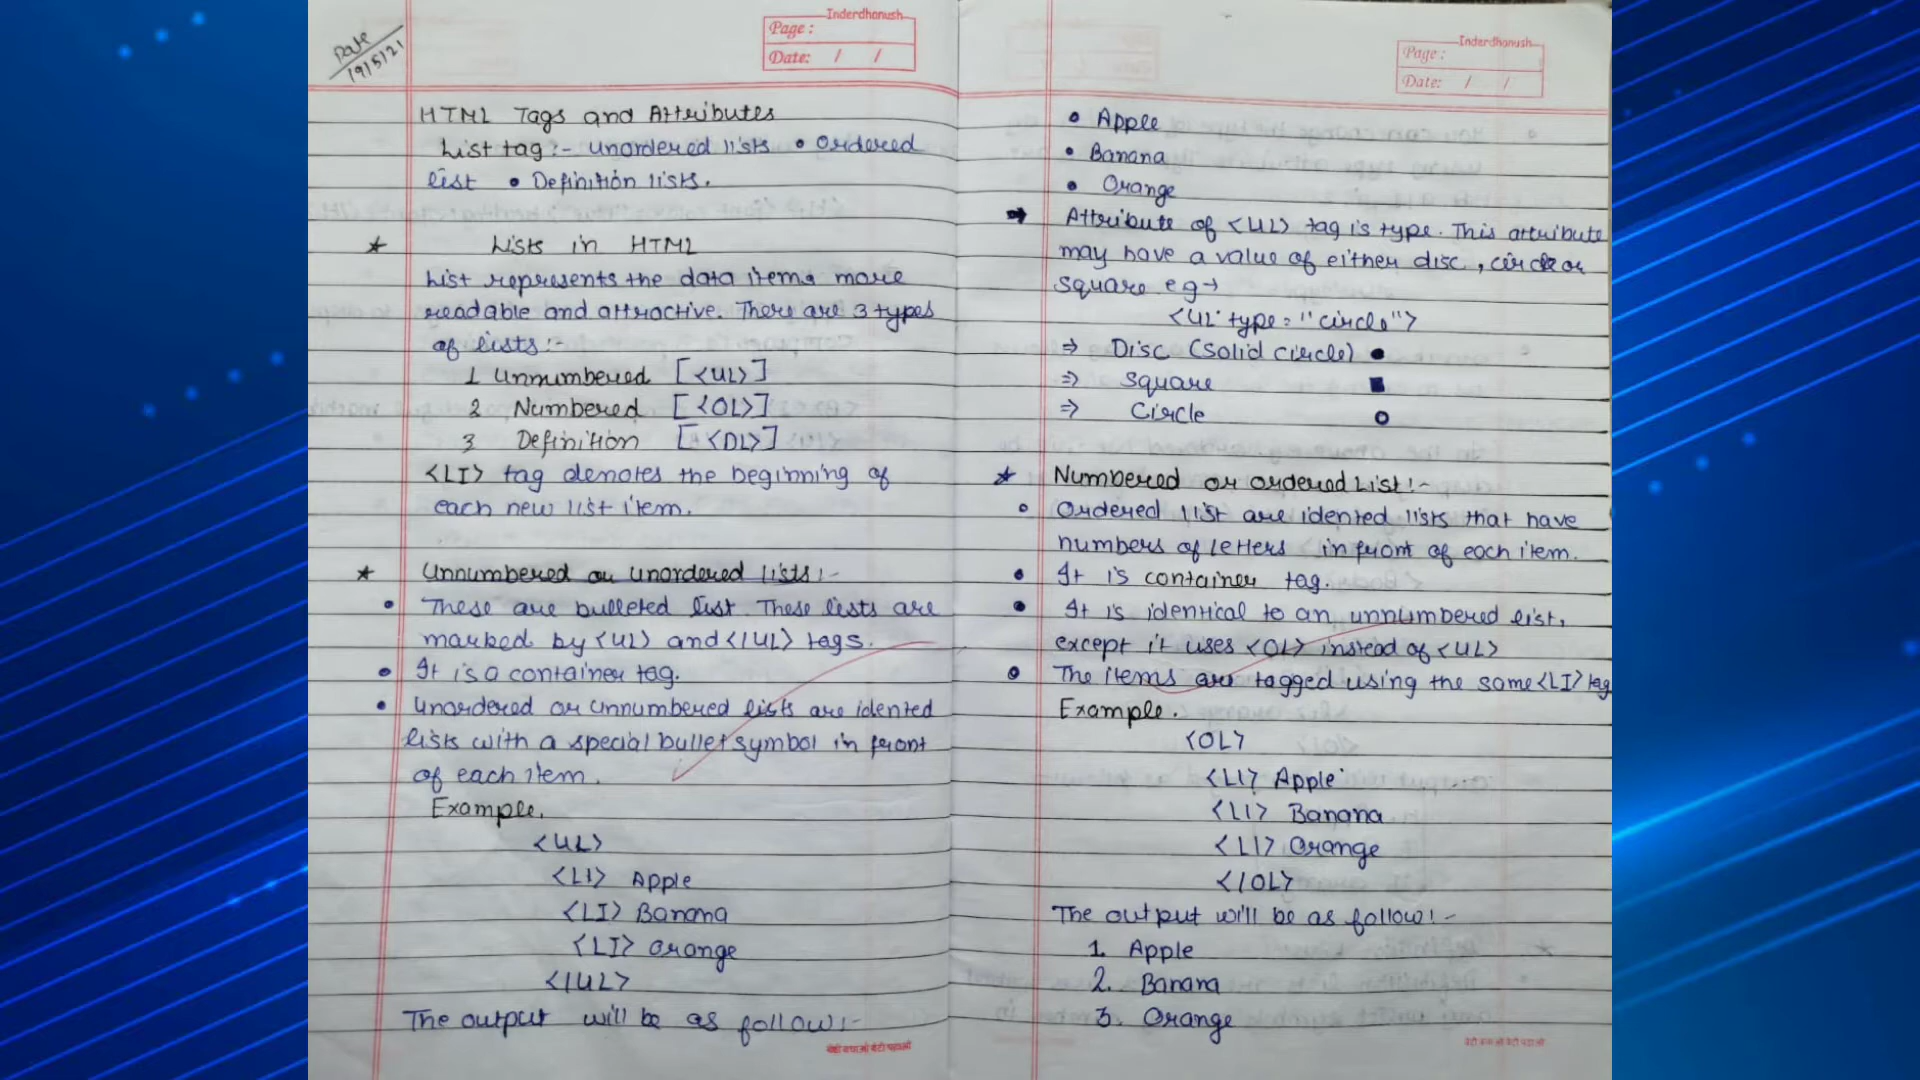 Date
19/5/21
Inderdhanush
Page :
Date: / /
HTML Tags and Attributes
List tag :- unordered lists • Ordered
list • Definition lists.
* Lists in HTML
List represents the data items more
readable and attractive. There are 3 types
of lists :-
1 Unnumbered [<UL>]
2 Numbered [<OL>]
3 Definition [<DL>]
<LI> tag denotes the beginning of
each new list item.
* Unnumbered or unordered lists :-
• These are bulleted list. These lists are
marked by <UL> and </UL> tags.
• It is a container tag.
• Unordered or unnumbered lists are idented
lists with a special bullet symbol in front
of each item.
Example.
<UL>
<LI> Apple
<LI> Banana
<LI> Orange
</UL>
The output will be as follow :-
बेटी बचाओ बेटी पढ़ाओ
Inderdhanush
Page :
Date: / /
• Apple
• Banana
• Orange
→ Attribute of <UL> tag is type. This attribute
may have a value of either disc, circle or
square. eg →
<UL type = "circle">
⇒ Disc (solid circle) ●
⇒ Square ■
⇒ Circle ○
* Numbered or ordered List :-
• Ordered list are idented lists that have
numbers of letters in front of each item.
• It is container tag.
• It is identical to an unnumbered list,
except it uses <OL> instead of <UL>
• The items are tagged using the same <LI> tag
Example.
<OL>
<LI> Apple
<LI> Banana
<LI> Orange
</OL>
The output will be as follow :-
1. Apple
2. Banana
3. Orange
बेटी बचाओ बेटी पढ़ाओ